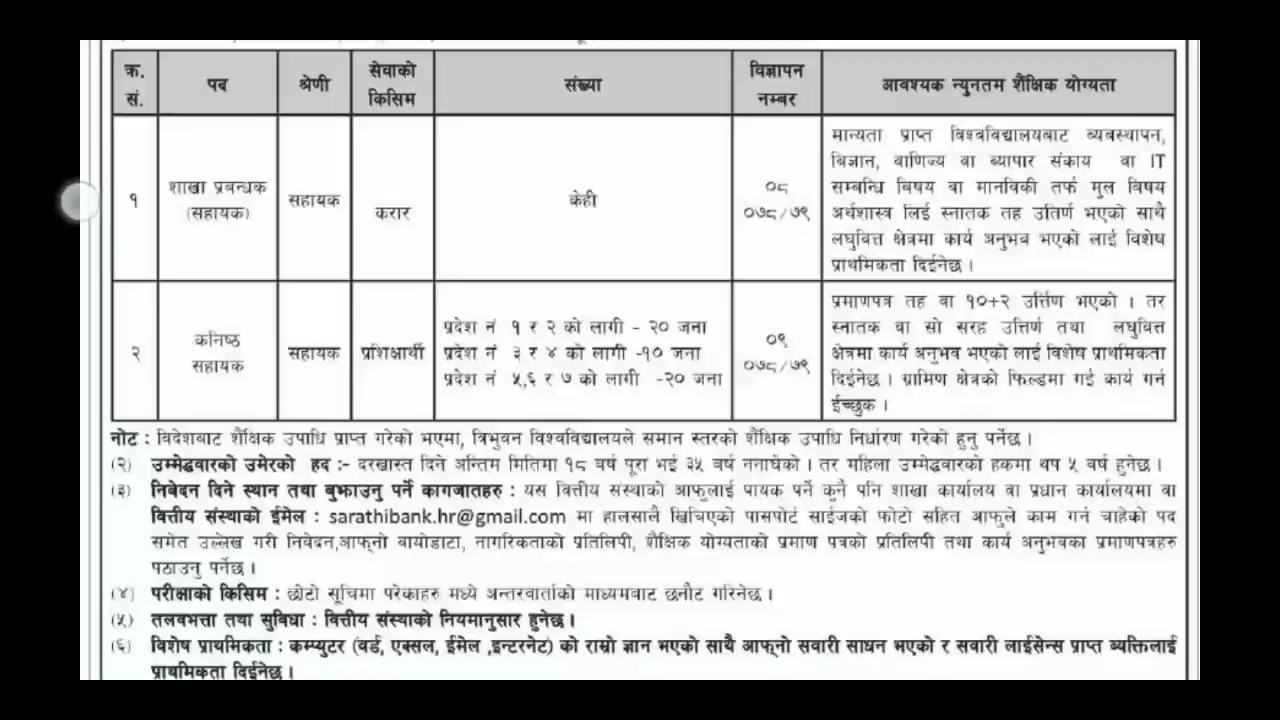 क्र. सं.
पद
श्रेणी
सेवाको किसिम
संख्या
विज्ञापन नम्बर
आवश्यक न्युनतम शैंक्षिक योग्यता
१
शाखा प्रबन्धक
(सहायक)
सहायक
करार
केही
०८
०७८/७९
मान्यता प्राप्त विश्वविद्यालयबाट ब्यबस्थापन,
बिज्ञान, वाणिज्य वा ब्यापार संकाय वा IT
सम्बन्धि बिषय वा मानविकी तर्फ मुल विषय
अर्थशास्त्र लिई स्नातक तह उतिर्ण भएको साथै
लघुवित्त क्षेत्रमा कार्य अनुभब भएको लाई विशेष
प्राथमिकता दिईनेछ ।
२
कनिष्ठ
सहायक
सहायक
प्रशिक्षार्थी
प्रदेश नं १ र २ को लागी - २० जना
प्रदेश नं ३ र ४ को लागी -१० जना
प्रदेश नं ५,६ र ७ को लागी -२० जना
०९
०७८/७९
प्रमाणपत्र तह वा १०+२ उर्त्तिण भएको । तर
स्नातक वा सो सरह उत्तिर्ण तथा लघुवित्त
क्षेत्रमा कार्य अनुभव भएको लाई विशेष प्राथमिकता
दिईनेछ । ग्रामिण क्षेत्रको फिल्डमा गई कार्य गर्न
ईच्छुक ।
नोट : विदेशबाट शैंक्षिक उपाधि प्राप्त गरेको भएमा, त्रिभुवन विश्वविद्यालयले समान स्तरको शैंक्षिक उपाधि निर्धारण गरेको हुनु पर्नेछ ।
(२) उम्मेद्धवारको उमेरको हद :- दरखास्त दिने अन्तिम मितिमा १८ बर्ष पूरा भई ३५ बर्ष ननाघेको । तर महिला उम्मेद्धवारको हकमा थप ५ वर्ष हुनेछ ।
(३) निबेदन दिने स्थान तथा बुझाउनु पर्ने कागजातहरु : यस वित्तीय संस्थाको आफुलाई पायक पर्ने कुनै पनि शाखा कार्यालय वा प्रधान कार्यालयमा वा
वित्तीय संस्थाको ईमेल : sarathibank.hr@gmail.com मा हालसालै खिचिएको पासपोर्ट साईजको फोटो सहित आफुले काम गर्न चाहेको पद
समेत उल्लेख गरी निवेदन,आफ्नो बायोडाटा, नागरिकताको प्रतिलिपी, शैक्षिक योग्यताको प्रमाण पत्रको प्रतिलिपी तथा कार्य अनुभवका प्रमाणपत्रहरु
पठाउनु पर्नेछ ।
(४) परीक्षाको किसिम : छोटो सूचिमा परेकाहरु मध्ये अन्तरवार्ताको माध्यमबाट छनौट गरिनेछ ।
(५) तलवभत्ता तथा सुविधा : वित्तीय संस्थाको नियमानुसार हुनेछ ।
(६) विशेष प्राथमिकता : कम्प्युटर (वर्ड, एक्सल, ईमेल ,इन्टरनेट) को राम्रो ज्ञान भएको साथै आफ्नो सवारी साधन भएको र सवारी लाईसेन्स प्राप्त ब्यक्तिलाई
प्राथमिकता दिईनेछ ।